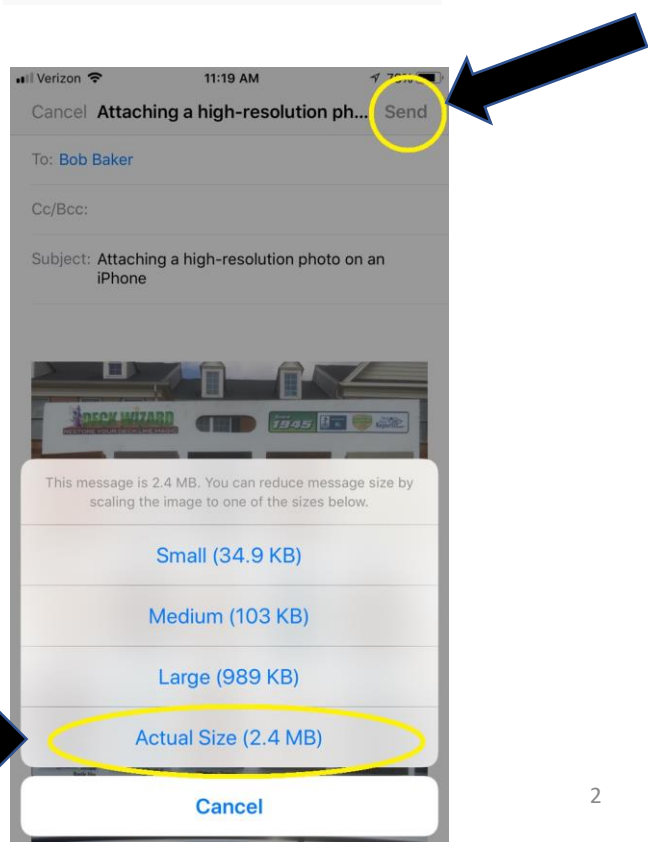 Verizon 11:19 AM
Cancel Attaching a high-resolution ph... Send
To: Bob Baker
Cc/Bcc:
Subject: Attaching a high-resolution photo on an
iPhone
DECK WIZARD
1945
This message is 2.4 MB. You can reduce message size by
scaling the image to one of the sizes below.
Small (34.9 KB)
Medium (103 KB)
Large (989 KB)
Actual Size (2.4 MB)
Cancel
2